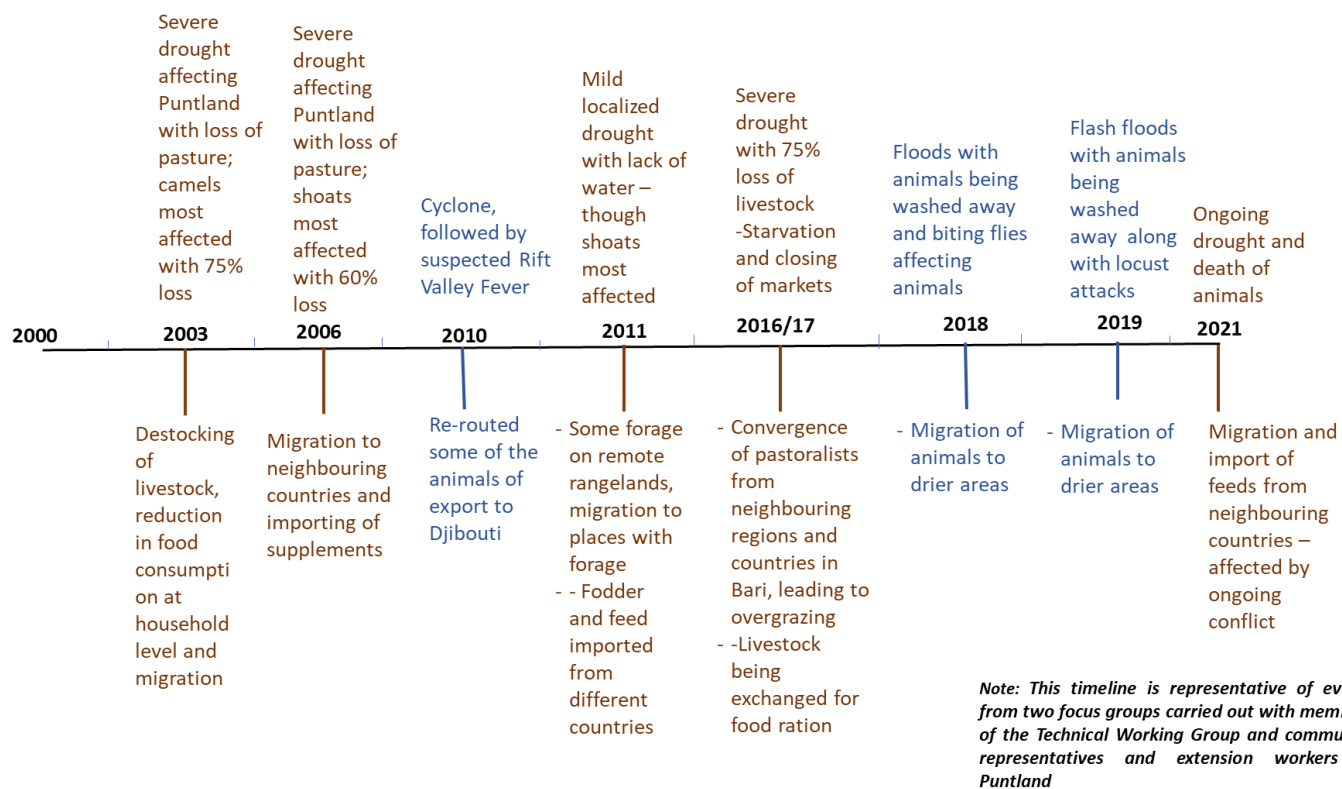 Severe
drought
affecting
Puntland
with loss of
pasture;
camels
most
affected
with 75%
loss
Severe
drought
affecting
Puntland
with loss of
pasture;
shoats
most
affected
with 60%
loss
Cyclone,
followed by
suspected Rift
Valley Fever
Mild
localized
drought
with lack of
water –
though
shoats
most
affected
Severe
drought
with 75%
loss of
livestock
-Starvation
and closing
of markets
Floods with
animals being
washed away
and biting flies
affecting
animals
Flash floods
with animals
being
washed
away along
with locust
attacks
Ongoing
drought and
death of
animals
2000
2003
2006
2010
2011
2016/17
2018
2019
2021
Destocking
of
livestock,
reduction
in food
consumpti
on at
household
level and
migration
Migration to
neighbouring
countries and
importing of
supplements
Re-routed
some of the
animals of
export to
Djibouti
- Some forage
on remote
rangelands,
migration to
places with
forage
- - Fodder
and feed
imported
from
different
countries
- Convergence
of pastoralists
from
neighbouring
regions and
countries in
Bari, leading to
overgrazing
- -Livestock
being
exchanged for
food ration
- Migration of
animals to
drier areas
- Migration of
animals to
drier areas
Migration and
import of
feeds from
neighbouring
countries –
affected by
ongoing
conflict
Note: This timeline is representative of
from two focus groups carried out with
of the Technical Working Group and
representatives and extension workers
Puntland